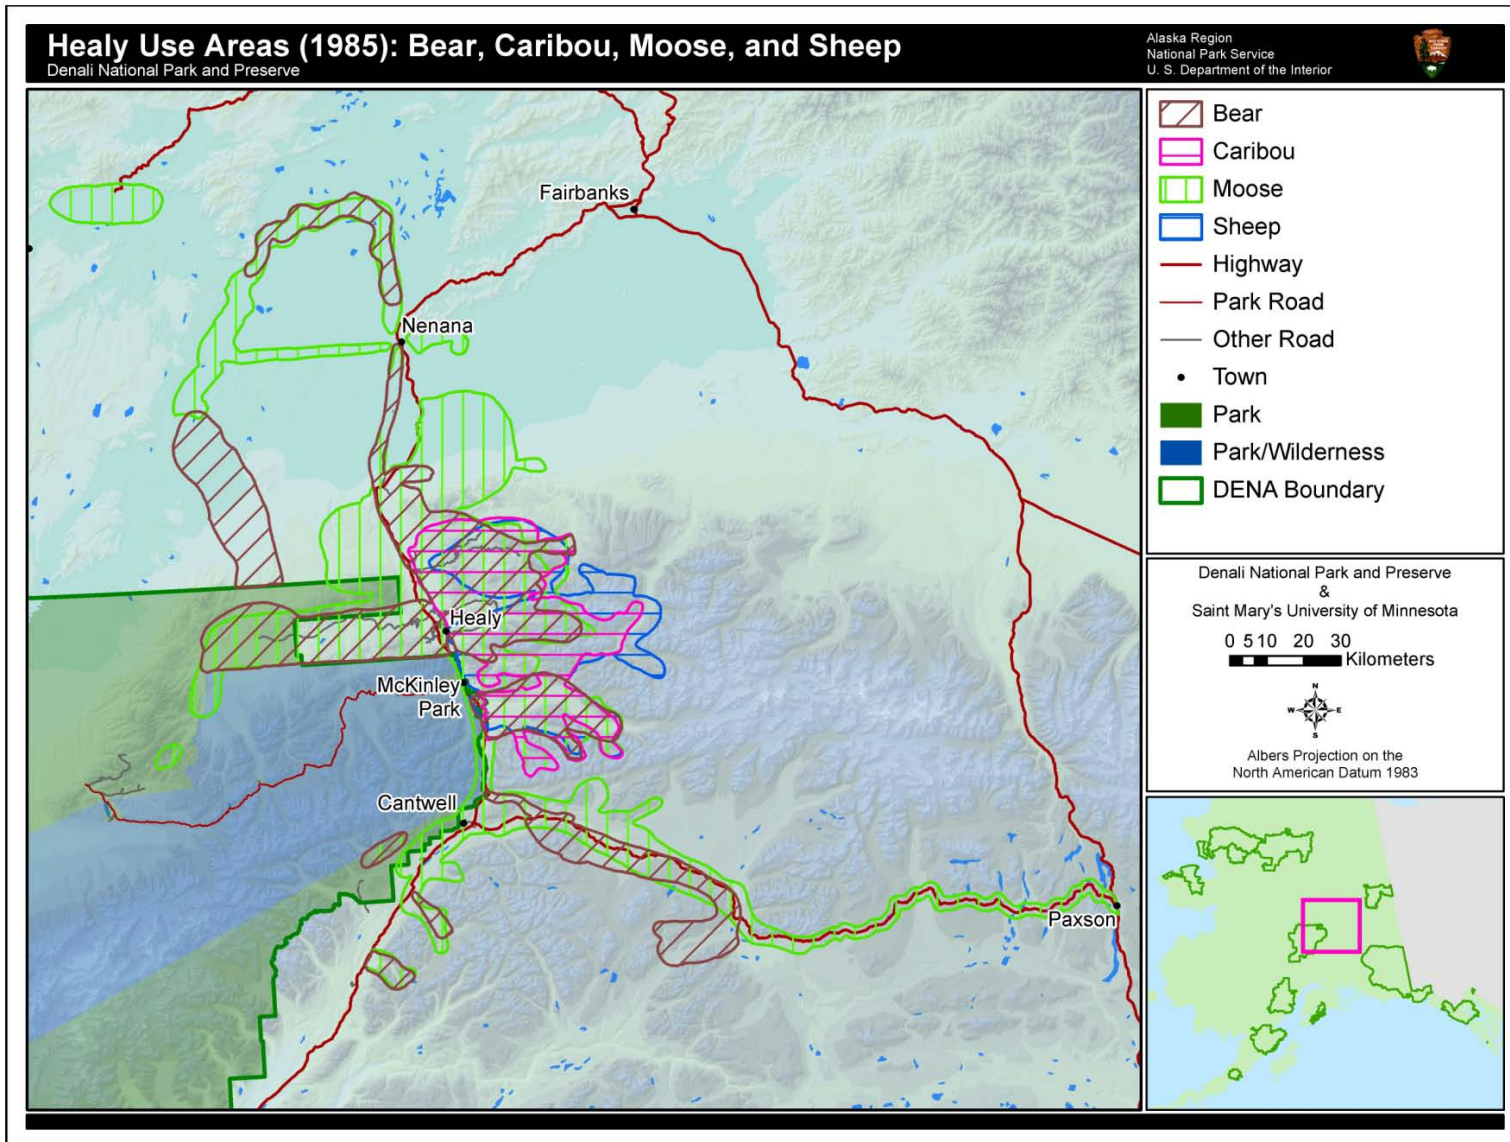 Healy Use Areas (1985): Bear, Caribou, Moose, and Sheep
Denali National Park and Preserve
Alaska Region
National Park Service
U. S. Department of the Interior
Fairbanks
Nenana
Healy
McKinley
Park
Cantwell
Paxson
Bear
Caribou
Moose
Sheep
Highway
Park Road
Other Road
Town
Park
Park/Wilderness
DENA Boundary
Denali National Park and Preserve
&
Saint Mary's University of Minnesota
0 5 10 20 30
Kilometers
N
W E
S
Albers Projection on the
North American Datum 1983